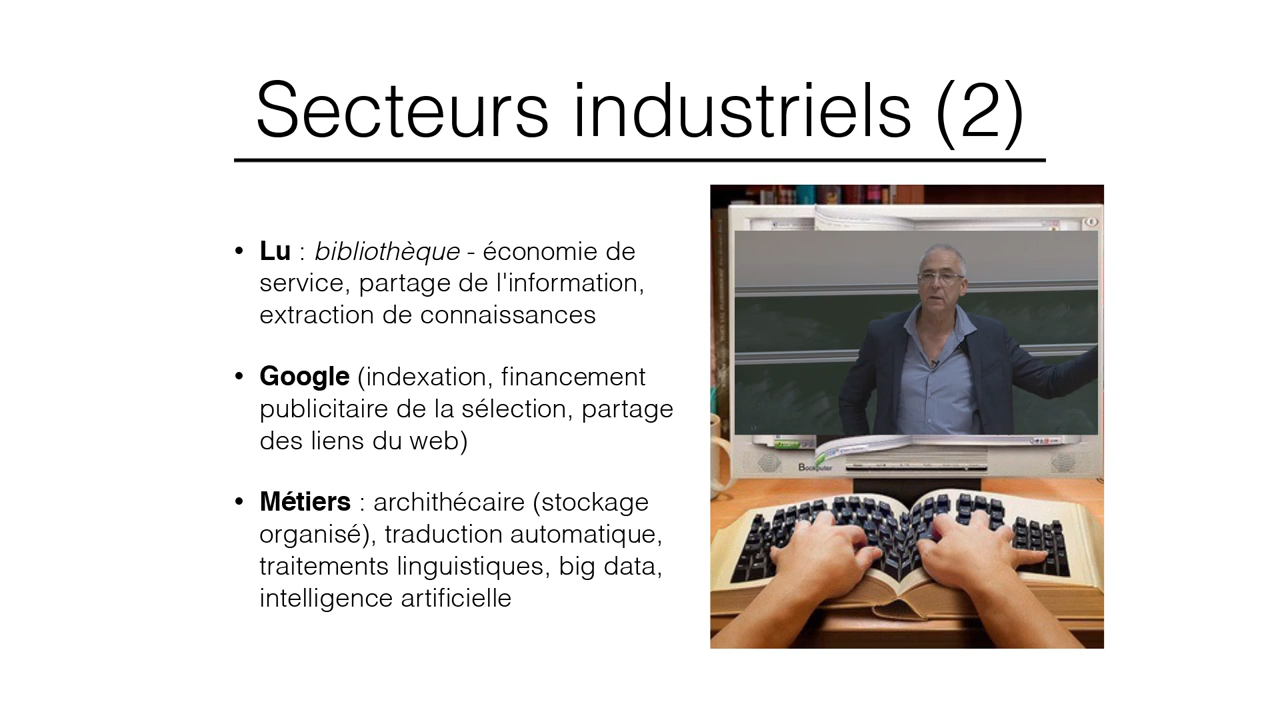 Secteurs industriels (2)
• Lu : bibliothèque - économie de
service, partage de l'information,
extraction de connaissances
• Google (indexation, financement
publicitaire de la sélection, partage
des liens du web)
• Métiers : archithécaire (stockage
organisé), traduction automatique,
traitements linguistiques, big data,
intelligence artificielle
Bookputer